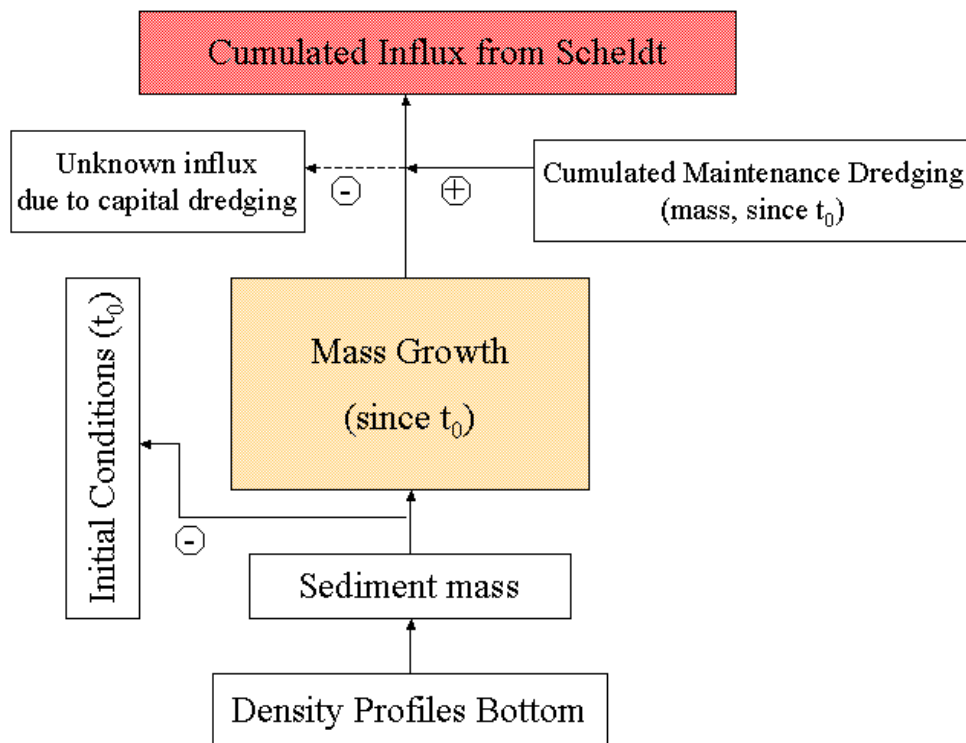 Cumulated Influx from Scheldt
Unknown influx
due to capital dredging
-
+
Cumulated Maintenance Dredging
(mass, since t₀)
Initial Conditions (t₀)
Mass Growth
(since t₀)
-
Sediment mass
Density Profiles Bottom